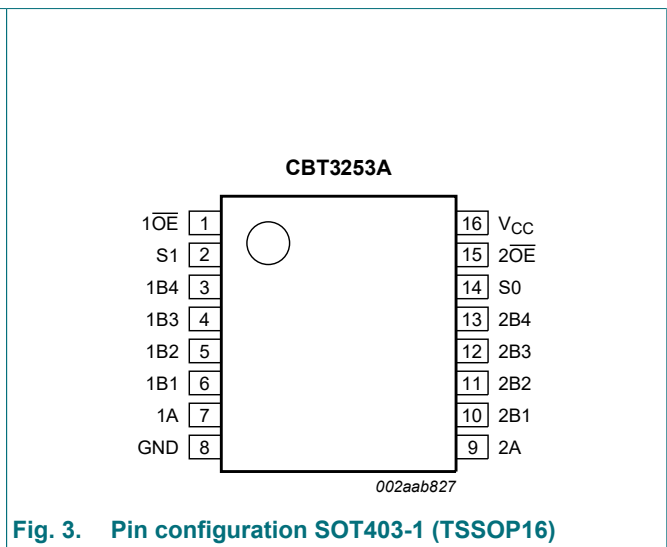 CBT3253A
1O̅E̅ 1
S1 2
1B4 3
1B3 4
1B2 5
1B1 6
1A 7
GND 8
16 VCC
15 2O̅E̅
14 S0
13 2B4
12 2B3
11 2B2
10 2B1
9 2A
002aab827
Fig. 3. Pin configuration SOT403-1 (TSSOP16)